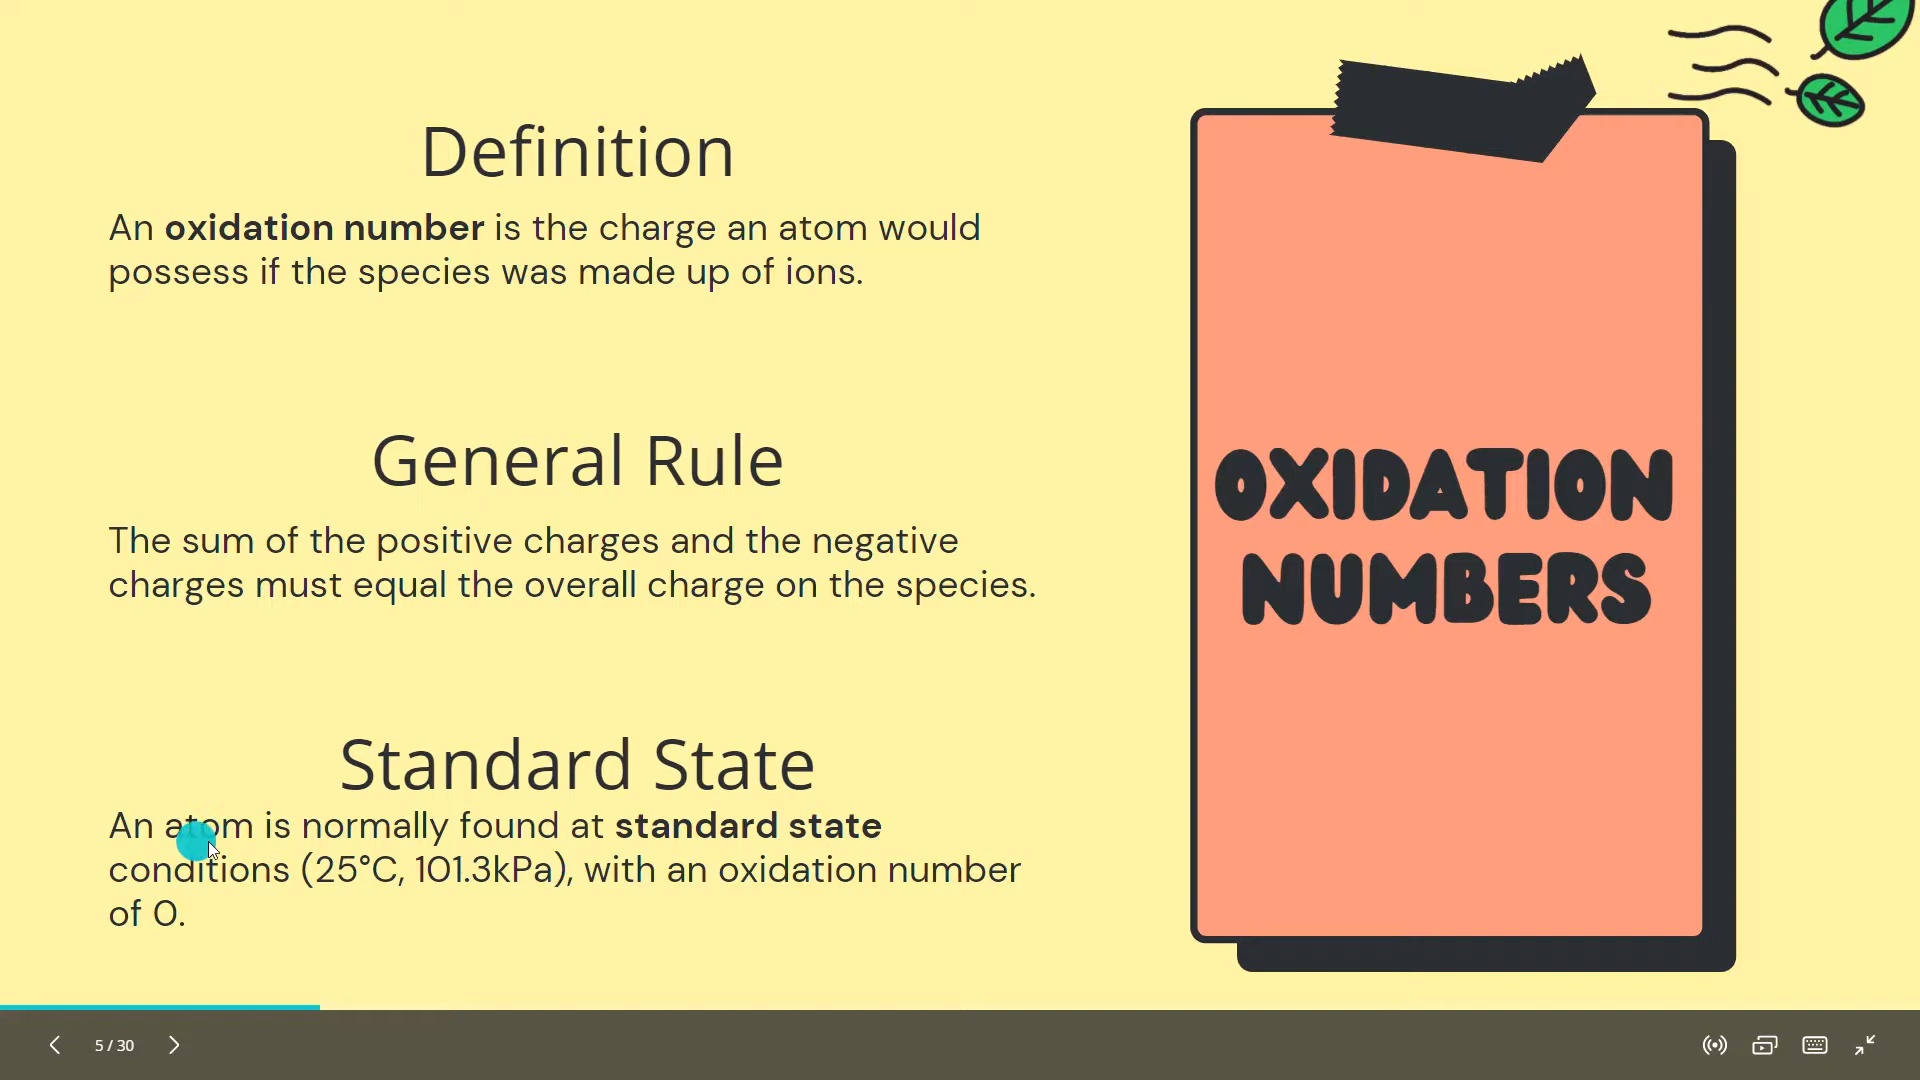 Definition
An oxidation number is the charge an atom would
possess if the species was made up of ions.
General Rule
The sum of the positive charges and the negative
charges must equal the overall charge on the species.
Standard State
An atom is normally found at standard state
conditions (25°C, 101.3kPa), with an oxidation number
of 0.
OXIDATION
NUMBERS
5 / 30